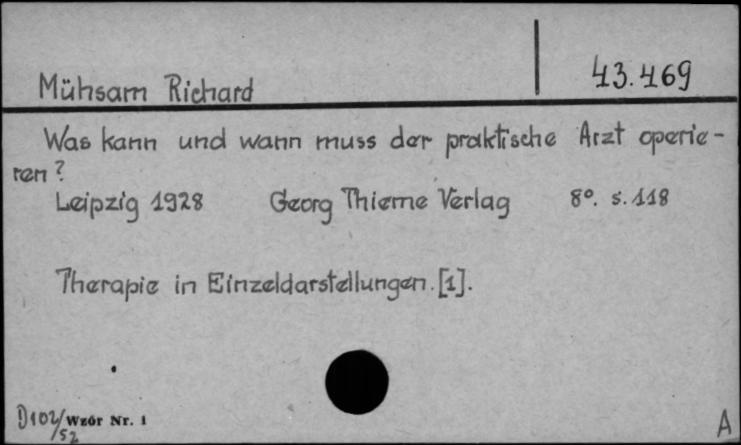 Mühsam Richard 43.469
Was kann und wann muss der praktische Arzt operie-
ren?
Leipzig 1928 Georg Thieme Verlag 8°. s. 118
Therapie in Einzeldarstellungen.[1].
D102/52 Wzór Nr. 1 A